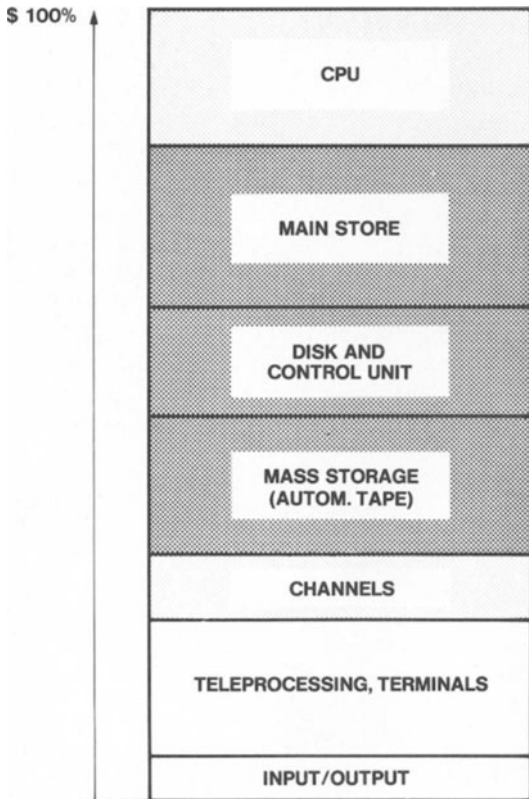 $ 100%
CPU
MAIN STORE
DISK AND
CONTROL UNIT
MASS STORAGE
(AUTOM. TAPE)
CHANNELS
TELEPROCESSING, TERMINALS
INPUT/OUTPUT